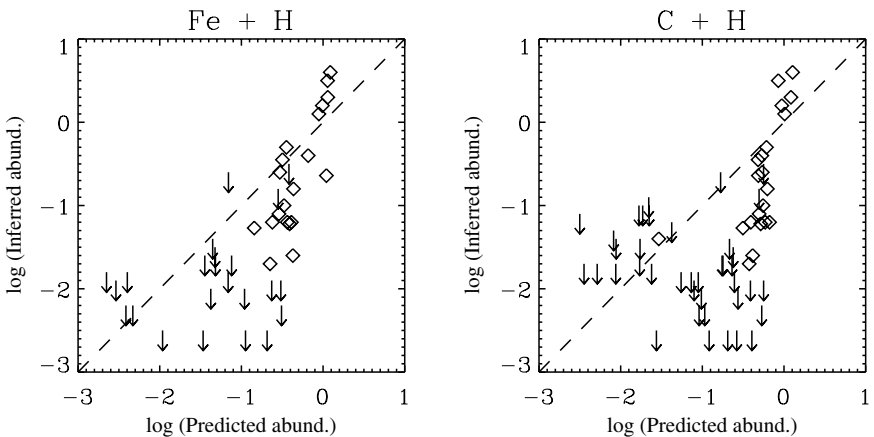 Fe + H
C + H
1
0
−1
−2
−3
log (Inferred abund.)
−3 −2 −1 0 1
log (Predicted abund.)
1
0
−1
−2
−3
log (Inferred abund.)
−3 −2 −1 0 1
log (Predicted abund.)